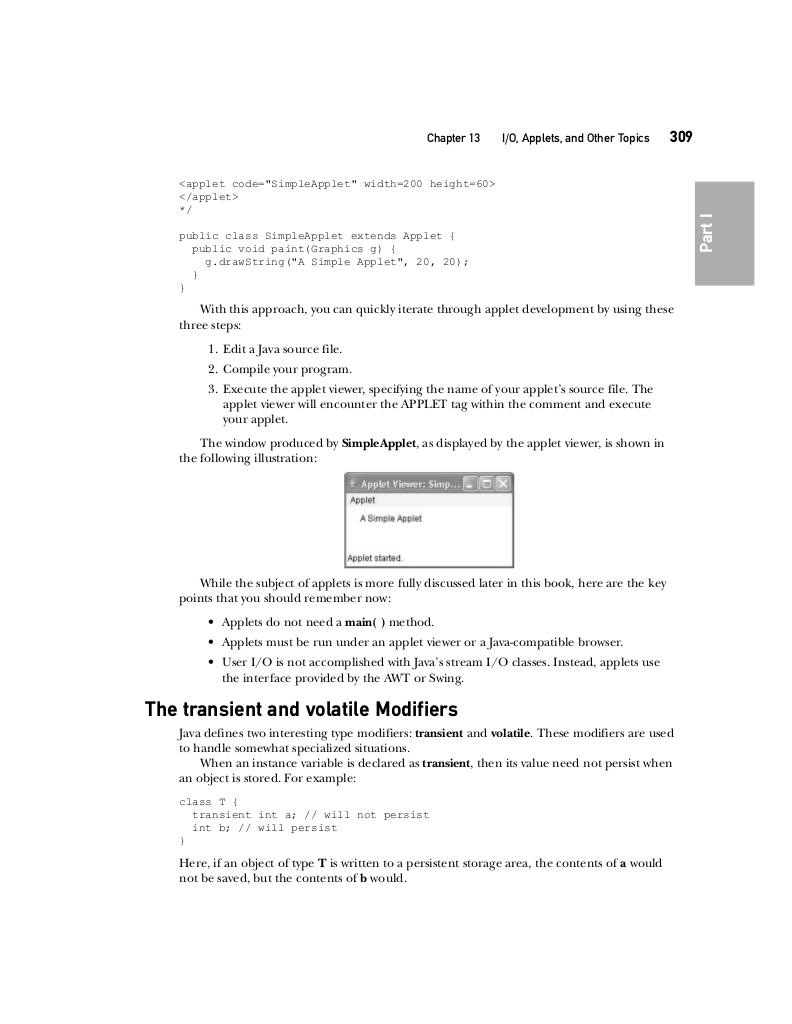 Chapter 13 I/O, Applets, and Other Topics 309
Part I
<applet code="SimpleApplet" width=200 height=60>
</applet>
*/
public class SimpleApplet extends Applet {
public void paint(Graphics g) {
g.drawString("A Simple Applet", 20, 20);
}
}
With this approach, you can quickly iterate through applet development by using these
three steps:
1. Edit a Java source file.
2. Compile your program.
3. Execute the applet viewer, specifying the name of your applet’s source file. The
applet viewer will encounter the APPLET tag within the comment and execute
your applet.
The window produced by SimpleApplet, as displayed by the applet viewer, is shown in
the following illustration:
Applet Viewer: Simp...
Applet
A Simple Applet
Applet started.
While the subject of applets is more fully discussed later in this book, here are the key
points that you should remember now:
• Applets do not need a main( ) method.
• Applets must be run under an applet viewer or a Java-compatible browser.
• User I/O is not accomplished with Java’s stream I/O classes. Instead, applets use
the interface provided by the AWT or Swing.
The transient and volatile Modifiers
Java defines two interesting type modifiers: transient and volatile. These modifiers are used
to handle somewhat specialized situations.
When an instance variable is declared as transient, then its value need not persist when
an object is stored. For example:
class T {
transient int a; // will not persist
int b; // will persist
}
Here, if an object of type T is written to a persistent storage area, the contents of a would
not be saved, but the contents of b would.